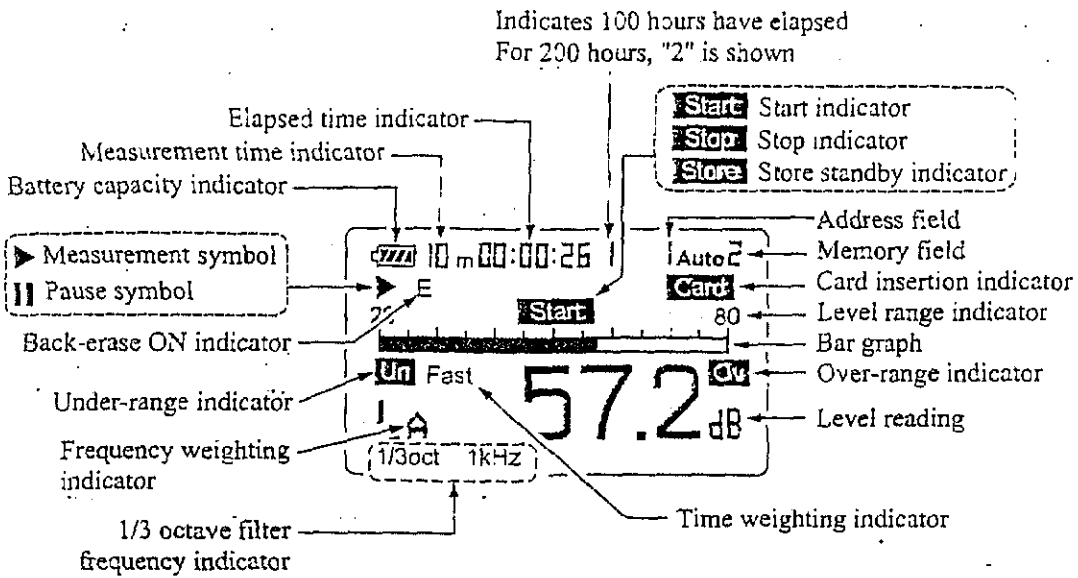 Indicates 100 hours have elapsed
For 200 hours, "2" is shown
Start Start indicator
Stop Stop indicator
Store Store standby indicator
Elapsed time indicator
Measurement time indicator
Battery capacity indicator
Measurement symbol
Pause symbol
Back-erase ON indicator
Under-range indicator
Frequency weighting
indicator
1/3 octave filter
frequency indicator
10 m 00:00:26 1 1 Auto 2
E Card
20 Start 80
Un Fast 57.2 Ov
L A dB
1/3oct 1kHz
Address field
Memory field
Card insertion indicator
Level range indicator
Bar graph
Over-range indicator
Level reading
Time weighting indicator